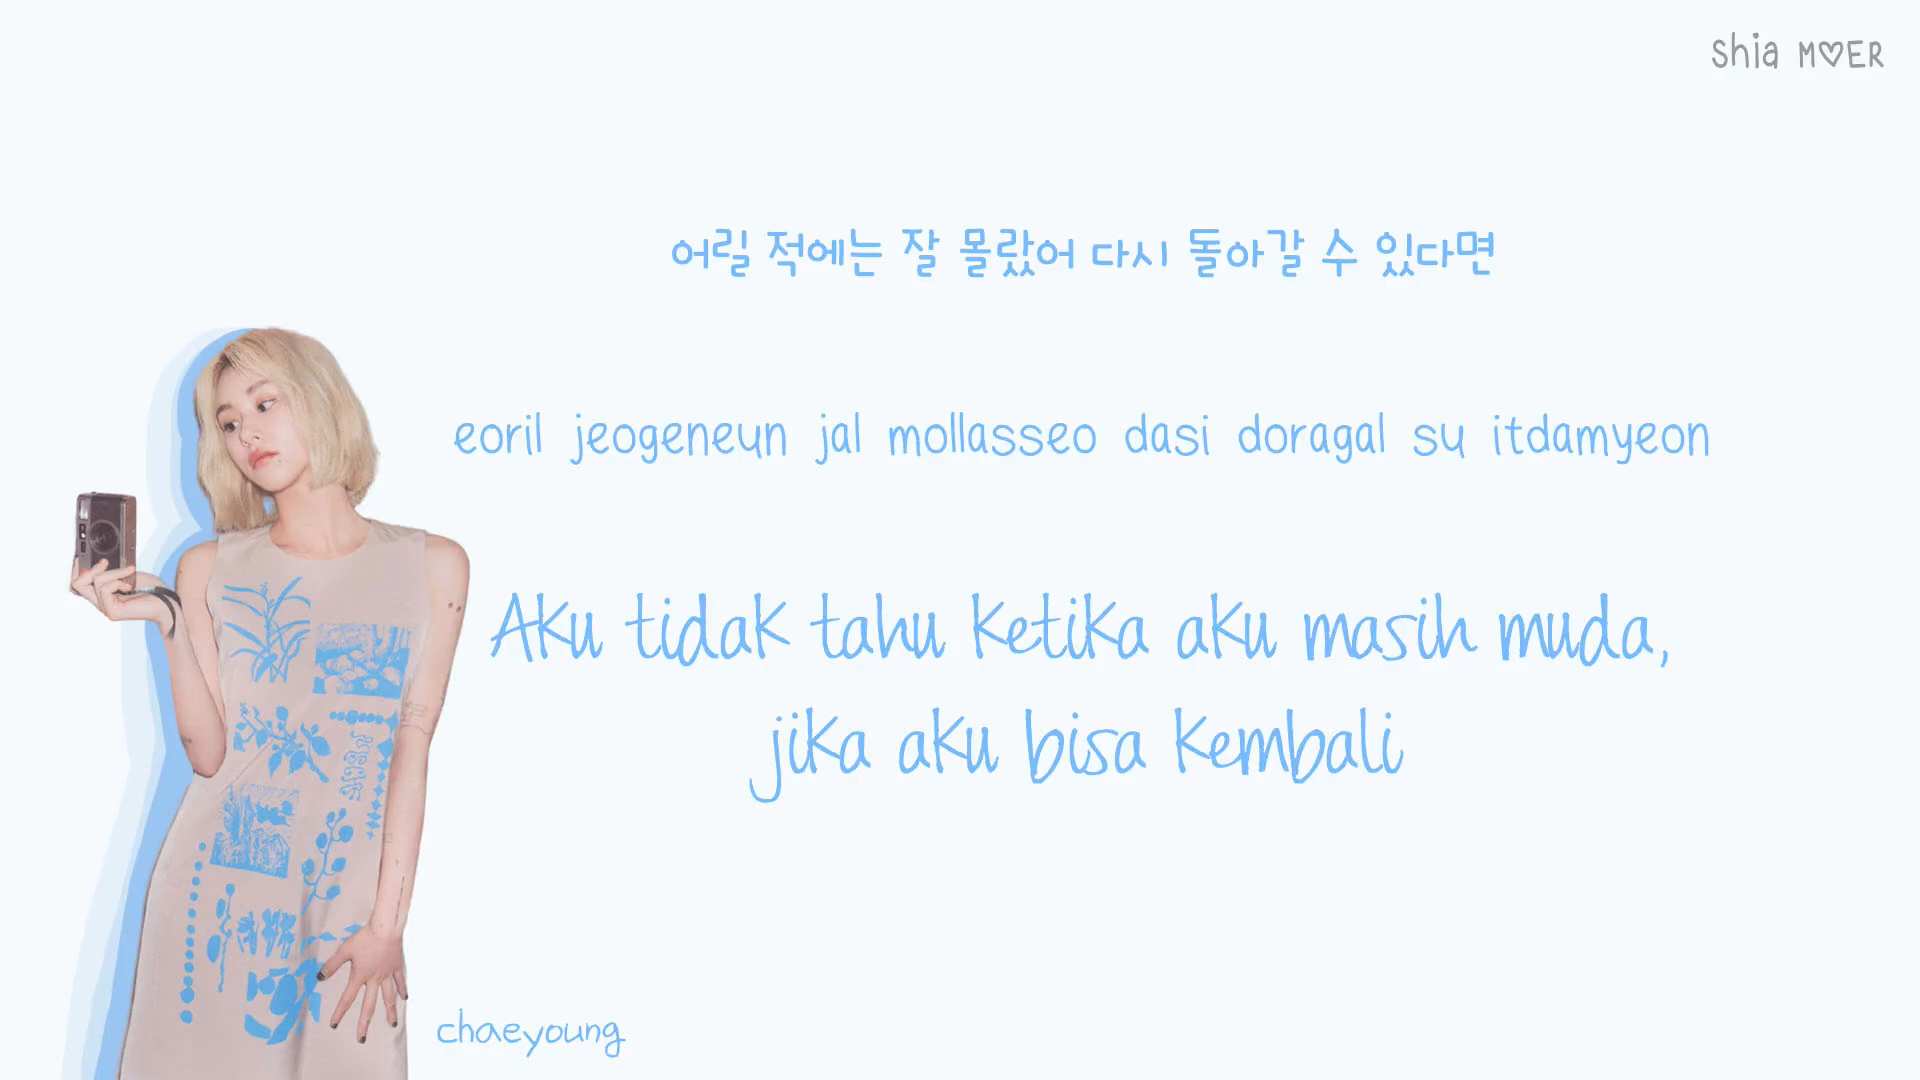 Shia M♡ER
어릴 적에는 잘 몰랐어 다시 돌아갈 수 있다면
eoril jeogeneun jal mollasseo dasi doragal su itdamyeon
Aku tidak tahu ketika aku masih muda,
jika aku bisa kembali
chaeyoung